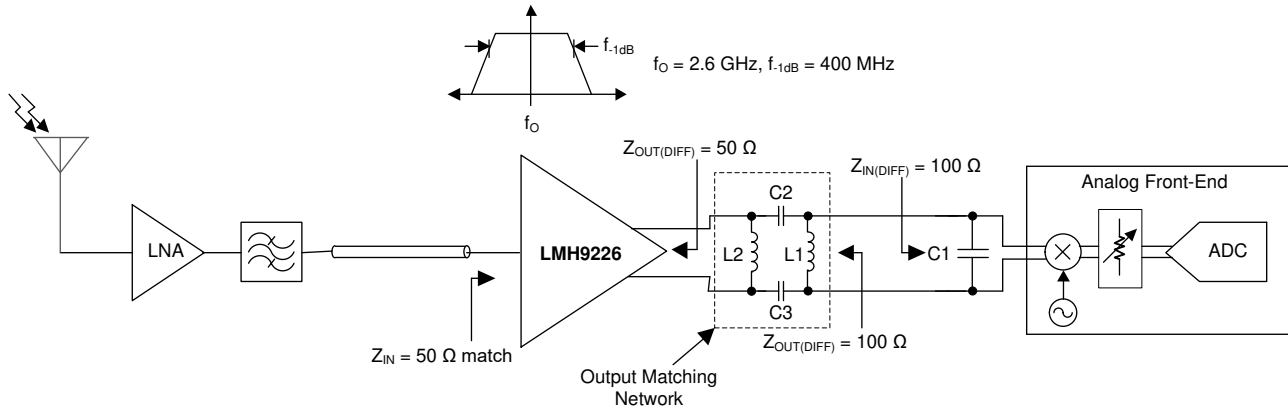 f-1dB
fO = 2.6 GHz, f-1dB = 400 MHz
fO
ZOUT(DIFF) = 50 Ω
ZIN(DIFF) = 100 Ω
Analog Front-End
C2
LNA
LMH9226
L2
L1
C1
ADC
C3
ZIN = 50 Ω match
ZOUT(DIFF) = 100 Ω
Output Matching
Network